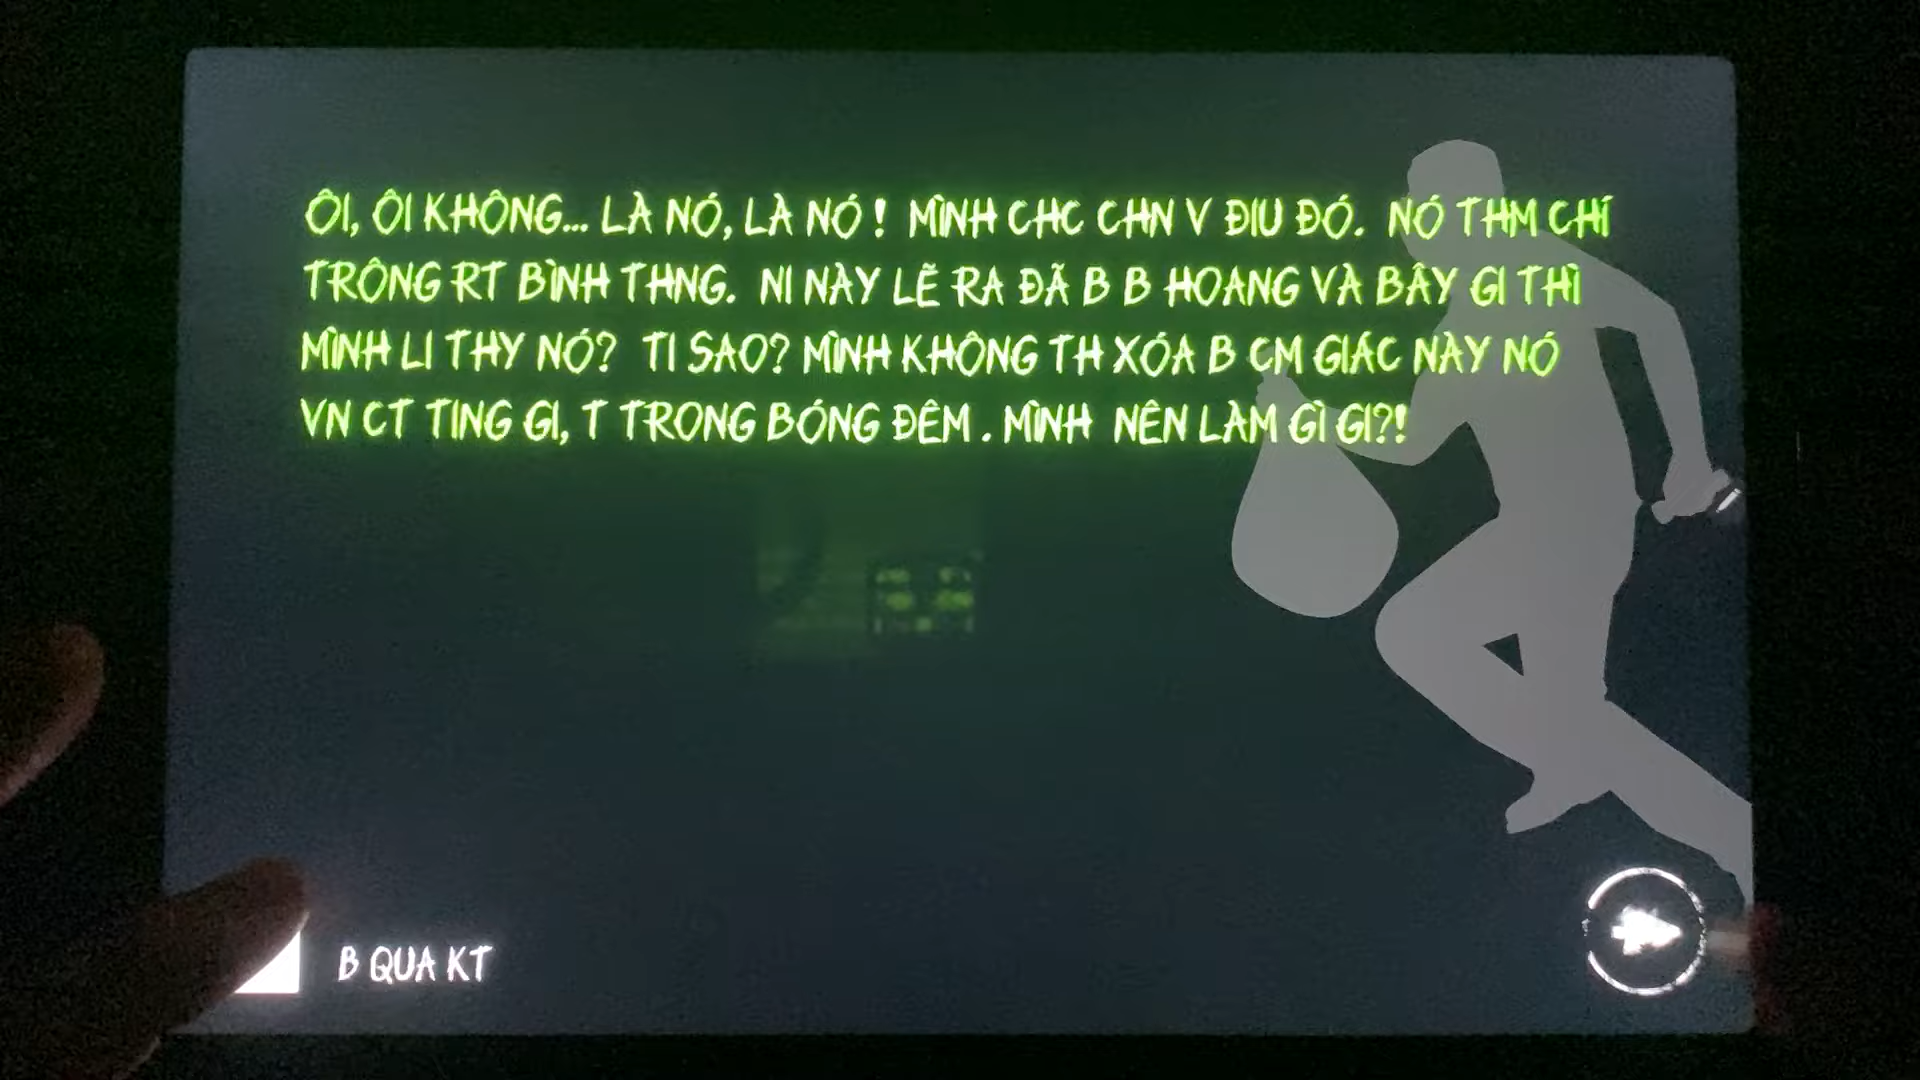 ÔI, ÔI KHÔNG... LÀ NÓ, LÀ NÓ! MÌNH CHC CHN V ĐIU ĐÓ. NÓ THM CHÍ
TRÔNG RT BÌNH THNG. NI NÀY LẼ RA ĐÃ B B HOANG VÀ BÂY GI THÌ
MÌNH LI THY NÓ? TI SAO? MÌNH KHÔNG TH XÓA B CM GIÁC NÀY NÓ
VN CT TING GI, T TRONG BÓNG ĐÊM. MÌNH NÊN LÀM GÌ GI?!
B QUA KT